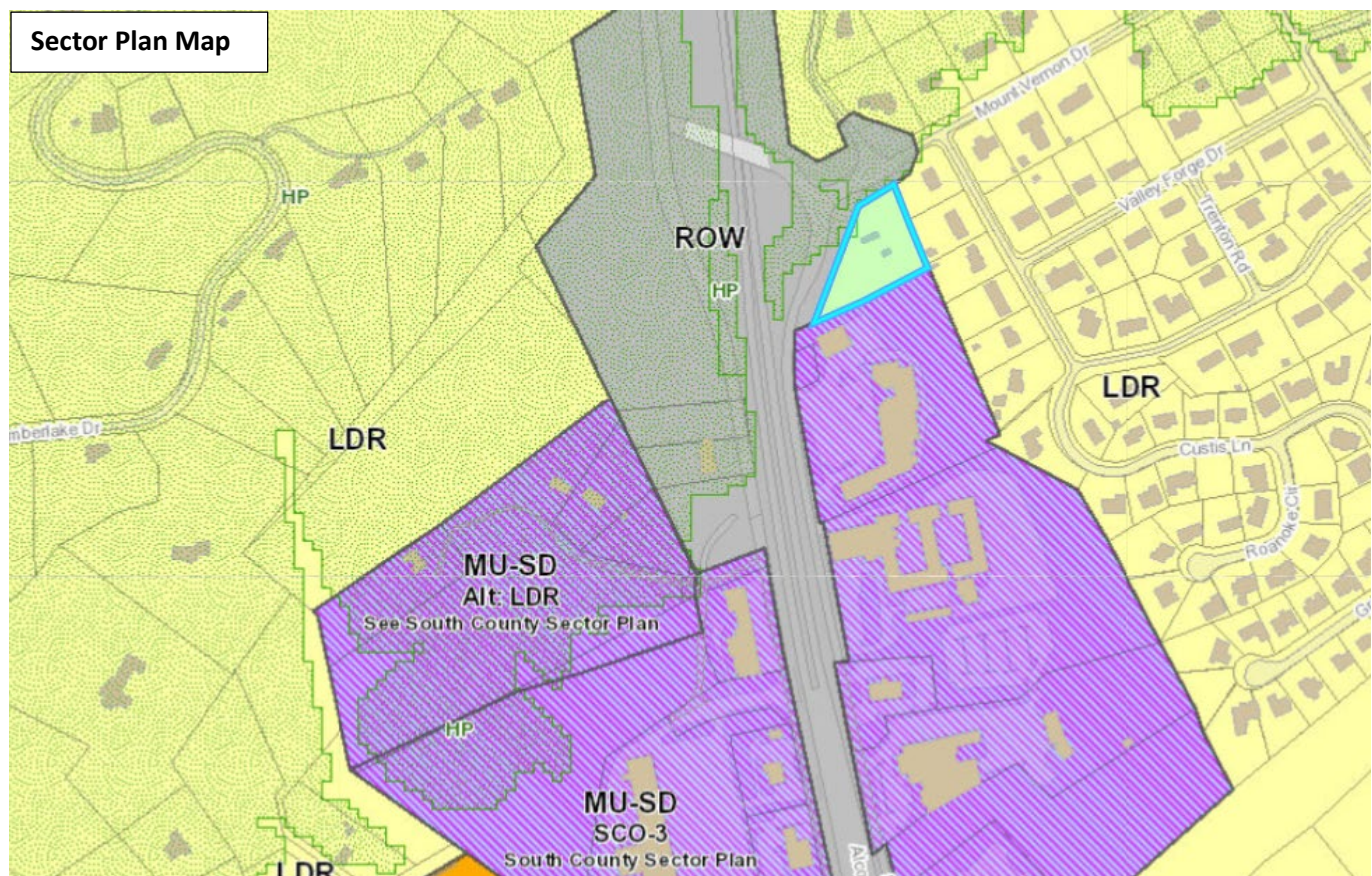 Sector Plan Map
Mount Vernon Dr
Valley Forge Dr
Trenton Rd
HP
ROW
HP
LDR
LDR
mberlake Dr
Custis Ln
Roanoke Cir
MU-SD
Alt: LDR
See South County Sector Plan
HP
MU-SD
SCO-3
South County Sector Plan
LDR
Alco
G